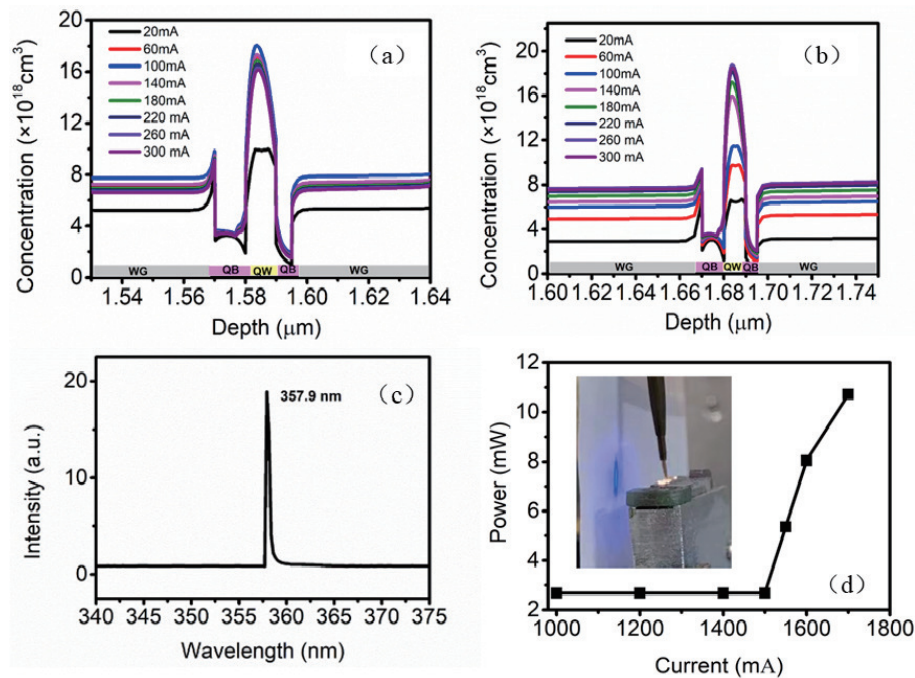 20
16
12
8
4
0
Concentration (×10¹⁸cm³)
20mA
60mA
100mA
140mA
180mA
220 mA
260 mA
300 mA
（a）
WG
QB
QW
QB
WG
1.54
1.56
1.58
1.60
1.62
1.64
Depth (μm)
20
16
12
8
4
0
Concentration (×10¹⁸cm³)
20mA
60mA
100mA
140mA
180mA
220 mA
260 mA
300 mA
（b）
WG
QB
QW
QB
WG
1.60
1.62
1.64
1.66
1.68
1.70
1.72
1.74
Depth (μm)
20
15
10
5
0
Intensity (a.u.)
357.9 nm
（c）
340
345
350
355
360
365
370
375
Wavelength (nm)
12
10
8
6
4
2
Power (mW)
（d）
1000
1200
1400
1600
1800
Current (mA)